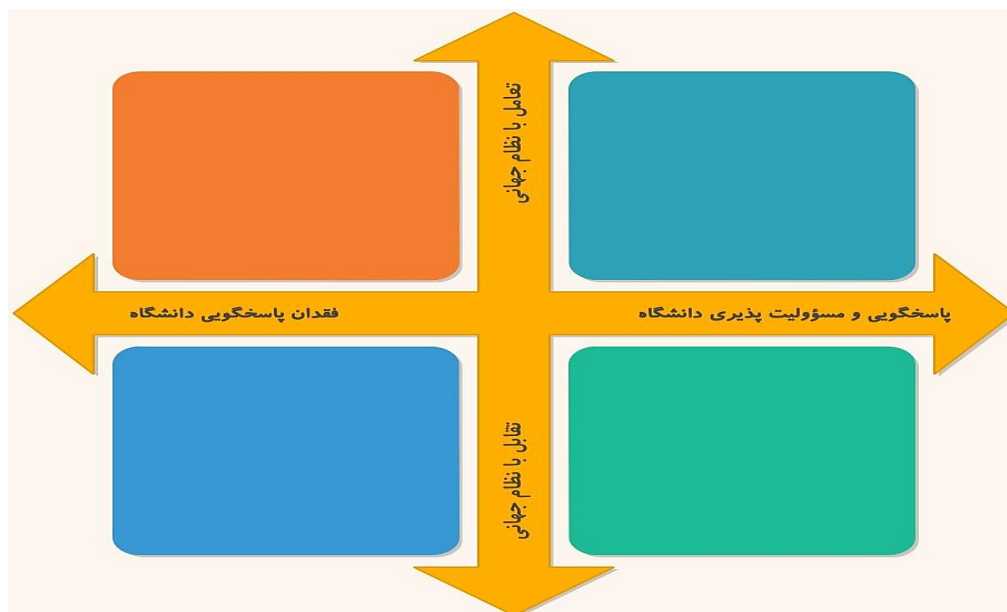 تعامل با نظام جهانی
پاسخگویی و مسؤولیت پذیری دانشگاه
فقدان پاسخگویی دانشگاه
تقابل با نظام جهانی